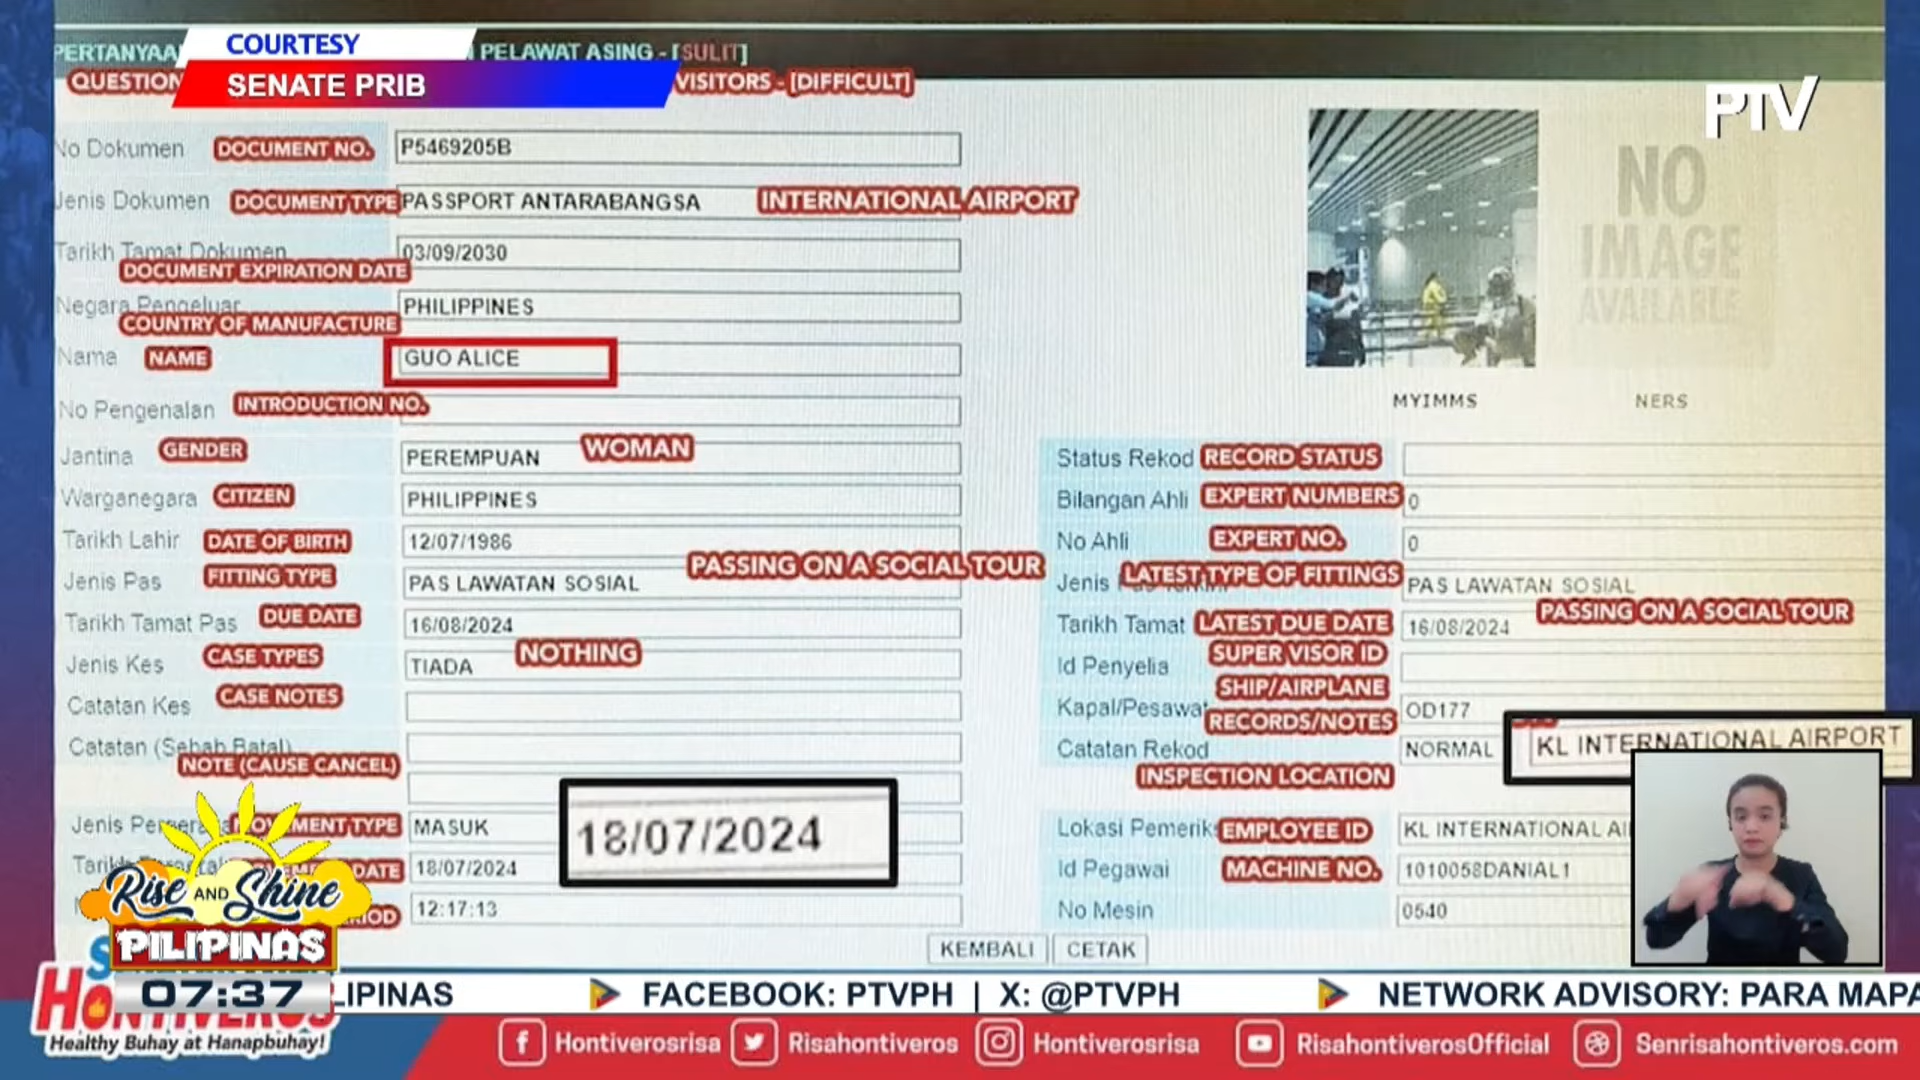 COURTESY
SENATE PRIB
PTV
PERTANYAA PELAWAT ASING - [SULIT]
QUESTION VISITORS - [DIFFICULT]
No Dokumen DOCUMENT NO. P5469205B
Jenis Dokumen DOCUMENT TYPE PASSPORT ANTARABANGSA INTERNATIONAL AIRPORT
Tarikh Tamat Dokumen 03/09/2030
DOCUMENT EXPIRATION DATE
Negara Pengeluar PHILIPPINES
COUNTRY OF MANUFACTURE
Nama NAME GUO ALICE
No Pengenalan INTRODUCTION NO.
Jantina GENDER PEREMPUAN WOMAN
Warganegara CITIZEN PHILIPPINES
Tarikh Lahir DATE OF BIRTH 12/07/1986
Jenis Pas FITTING TYPE PAS LAWATAN SOSIAL PASSING ON A SOCIAL TOUR
Tarikh Tamat Pas DUE DATE 16/08/2024
Jenis Kes CASE TYPES TIADA NOTHING
Catatan Kes CASE NOTES
Catatan (Sebab Batal)
NOTE (CAUSE CANCEL)
Jenis MOVEMENT TYPE MASUK
18/07/2024
DATE 18/07/2024
12:17:13
NO IMAGE AVAILABLE
MYIMMS NERS
Status Rekod RECORD STATUS
Bilangan Ahli EXPERT NUMBERS 0
No Ahli EXPERT NO. 0
Jenis LATEST TYPE OF FITTINGS PAS LAWATAN SOSIAL
PASSING ON A SOCIAL TOUR
Tarikh Tamat LATEST DUE DATE 16/08/2024
Id Penyelia SUPER VISOR ID
SHIP/AIRPLANE
Kapal/Pesawat RECORDS/NOTES OD177
Catatan Rekod NORMAL KL INTERNATIONAL AIRPORT
INSPECTION LOCATION
Lokasi Pemeriks EMPLOYEE ID KL INTERNATIONAL AI
Id Pegawai MACHINE NO. 1010058DANIAL1
No Mesin 0540
KEMBALI CETAK
Rise AND Shine
PILIPINAS
07:37
LIPINAS FACEBOOK: PTVPH | X: @PTVPH NETWORK ADVISORY: PARA MAPA
HONTIVEROS
Healthy Buhay at Hanapbuhay!
Hontiverosrisa Risahontiveros Hontiverosrisa RisahontiverosOfficial Senrisahontiveros.com